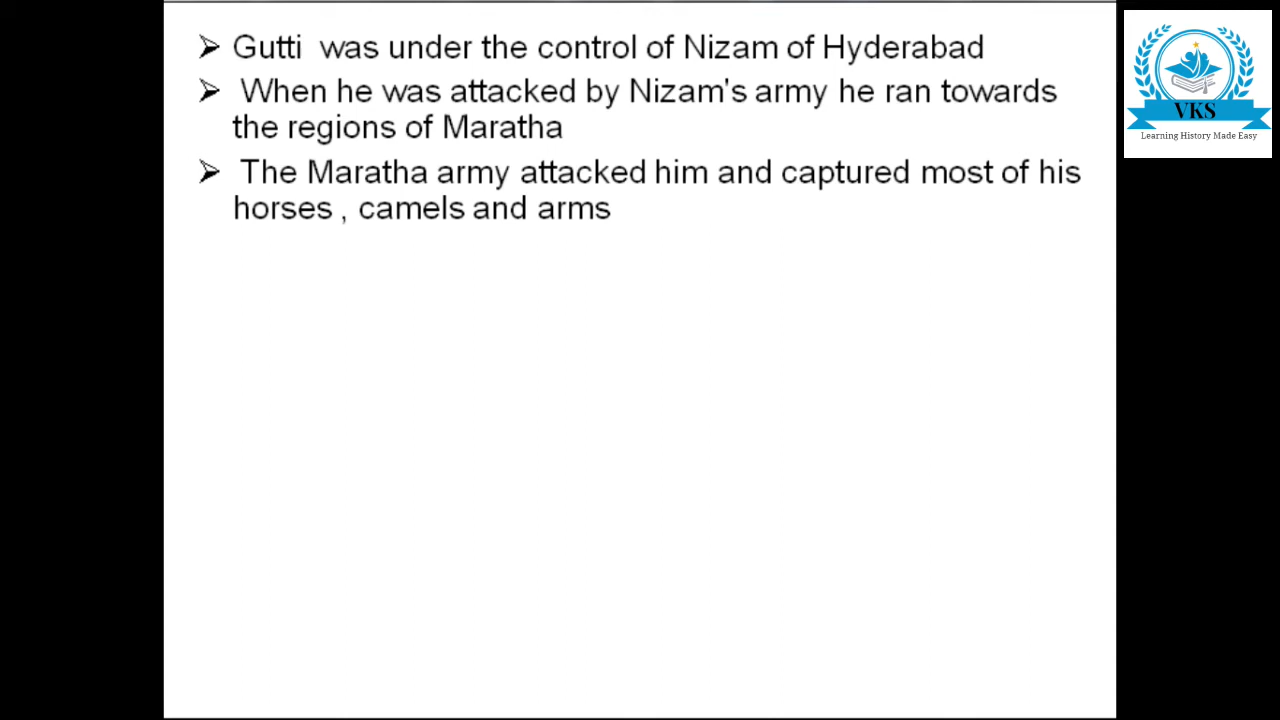 Gutti was under the control of Nizam of Hyderabad
When he was attacked by Nizam's army he ran towards
the regions of Maratha
The Maratha army attacked him and captured most of his
horses , camels and arms
VKS
Learning History Made Easy